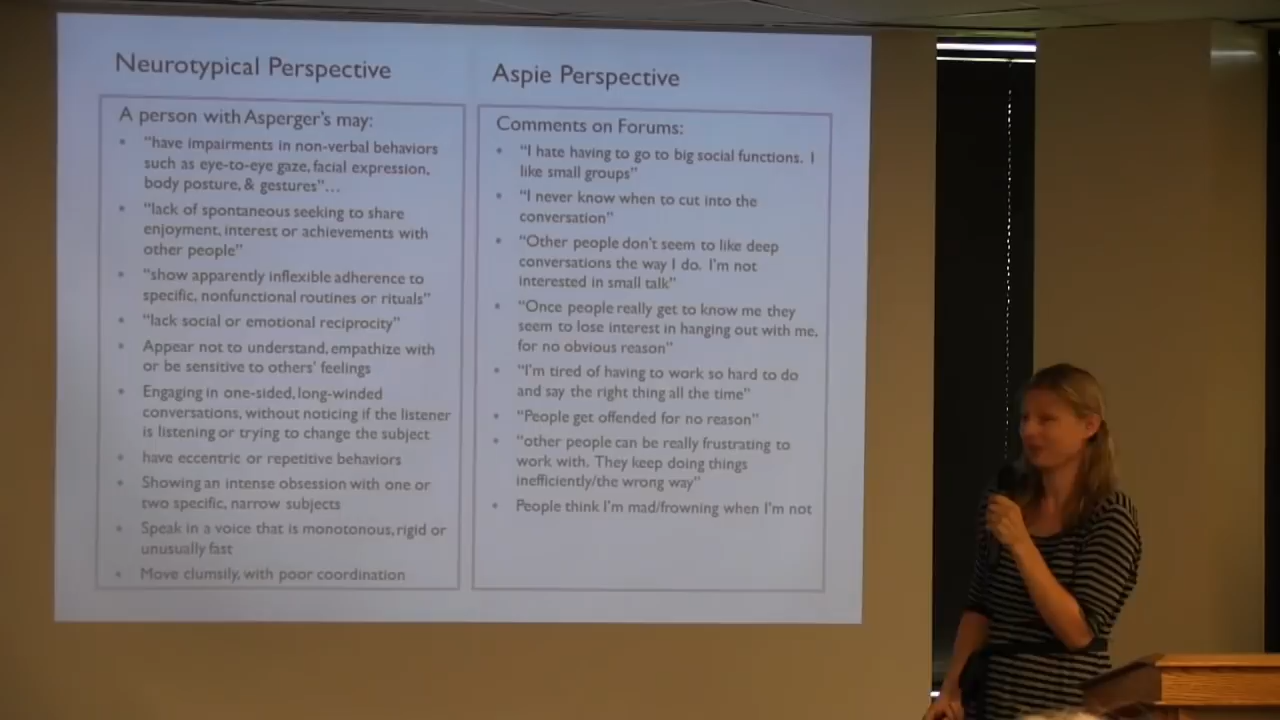 Neurotypical Perspective
A person with Asperger's may:
• "have impairments in non-verbal behaviors
such as eye-to-eye gaze, facial expression,
body posture, & gestures"…
• "lack of spontaneous seeking to share
enjoyment, interest or achievements with
other people"
• "show apparently inflexible adherence to
specific, nonfunctional routines or rituals"
• "lack social or emotional reciprocity"
• Appear not to understand, empathize with
or be sensitive to others' feelings
• Engaging in one-sided, long-winded
conversations, without noticing if the listener
is listening or trying to change the subject
• have eccentric or repetitive behaviors
• Showing an intense obsession with one or
two specific, narrow subjects
• Speak in a voice that is monotonous, rigid or
unusually fast
• Move clumsily, with poor coordination
Aspie Perspective
Comments on Forums:
• "I hate having to go to big social functions. I
like small groups"
• "I never know when to cut into the
conversation"
• "Other people don't seem to like deep
conversations the way I do. I'm not
interested in small talk"
• "Once people really get to know me they
seem to lose interest in hanging out with me,
for no obvious reason"
• "I'm tired of having to work so hard to do
and say the right thing all the time"
• "People get offended for no reason"
• "other people can be really frustrating to
work with. They keep doing things
inefficiently/the wrong way"
• People think I'm mad/frowning when I'm not